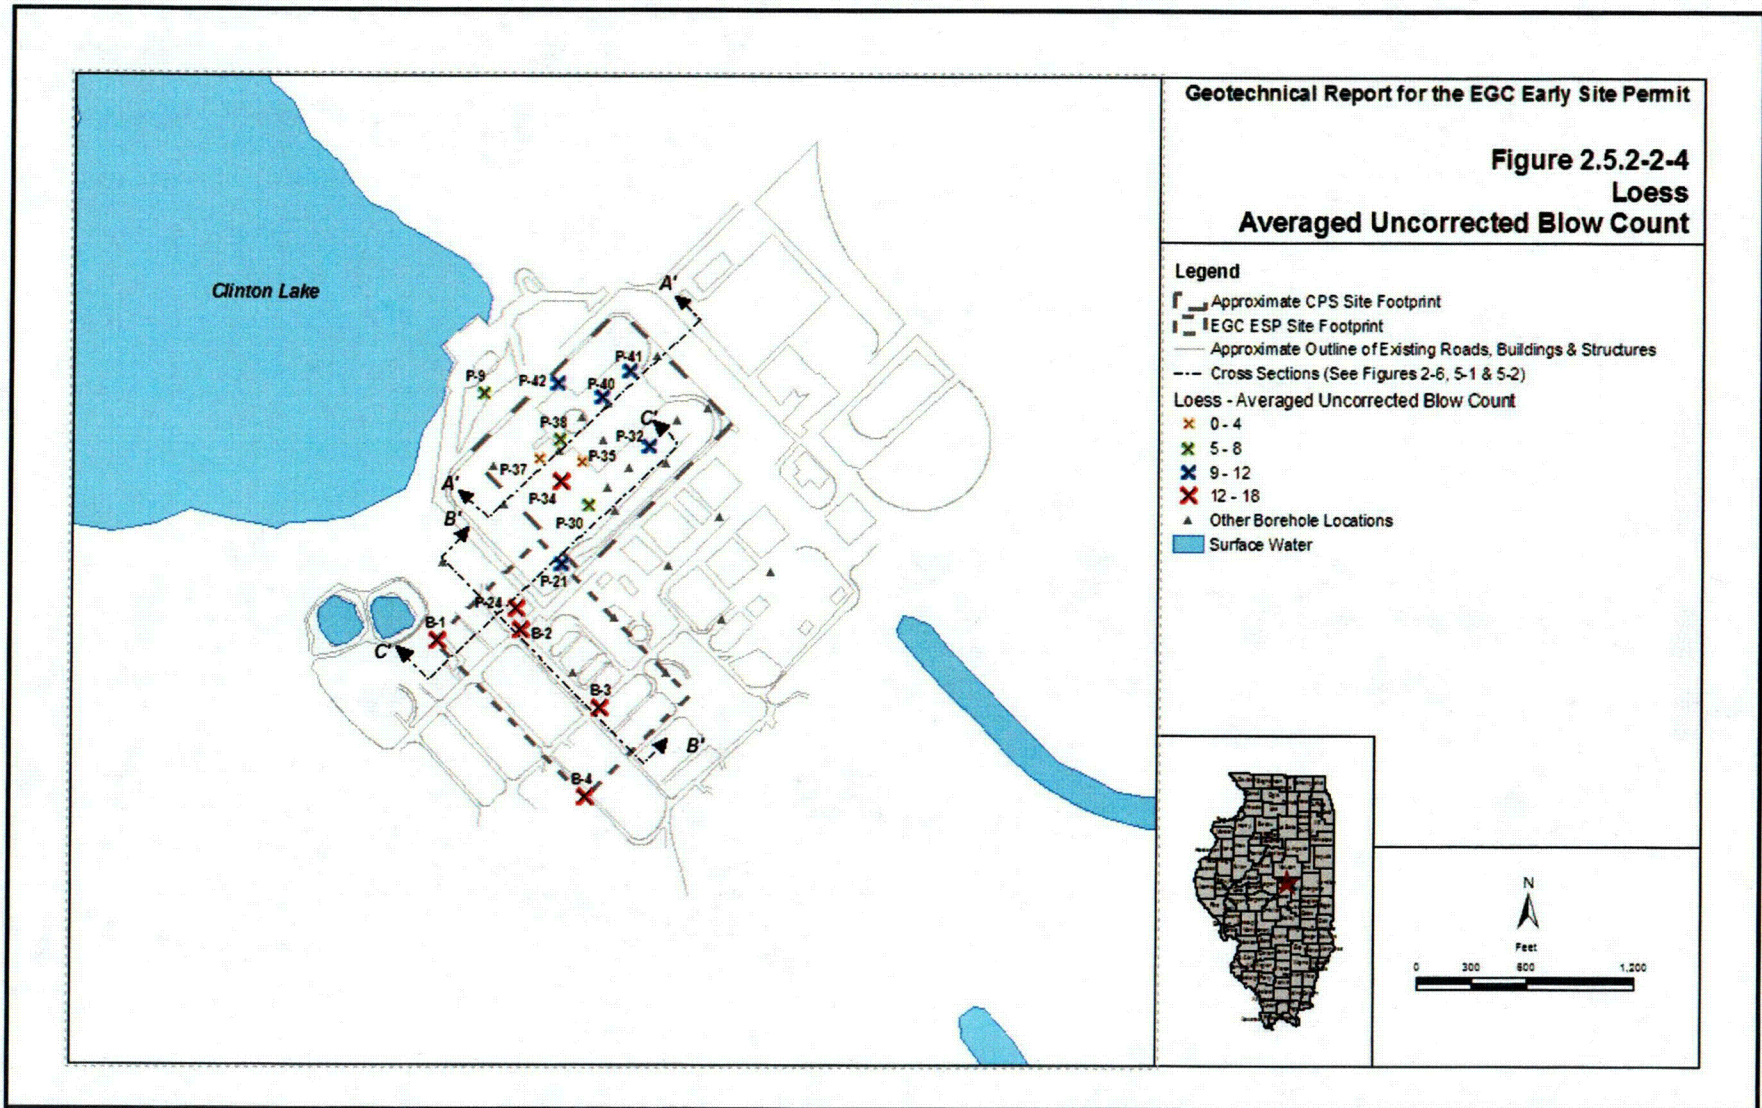 Geotechnical Report for the EGC Early Site Permit
Figure 2.5.2-2-4
Loess
Averaged Uncorrected Blow Count
Legend
Approximate CPS Site Footprint
EGC ESP Site Footprint
Approximate Outline of Existing Roads, Buildings & Structures
Cross Sections (See Figures 2-6, 5-1 & 5-2)
Loess - Averaged Uncorrected Blow Count
0 - 4
5 - 8
9 - 12
12 - 18
Other Borehole Locations
Surface Water
Clinton Lake
A'
P-41
P-9
P-42
P-40
C'
P-38
P-32
P-35
P-37
A'
P-34
B'
P-30
P-21
P-24
B-1
B-2
C'
B-3
B'
B-4
N
Feet
0 300 600 1,200